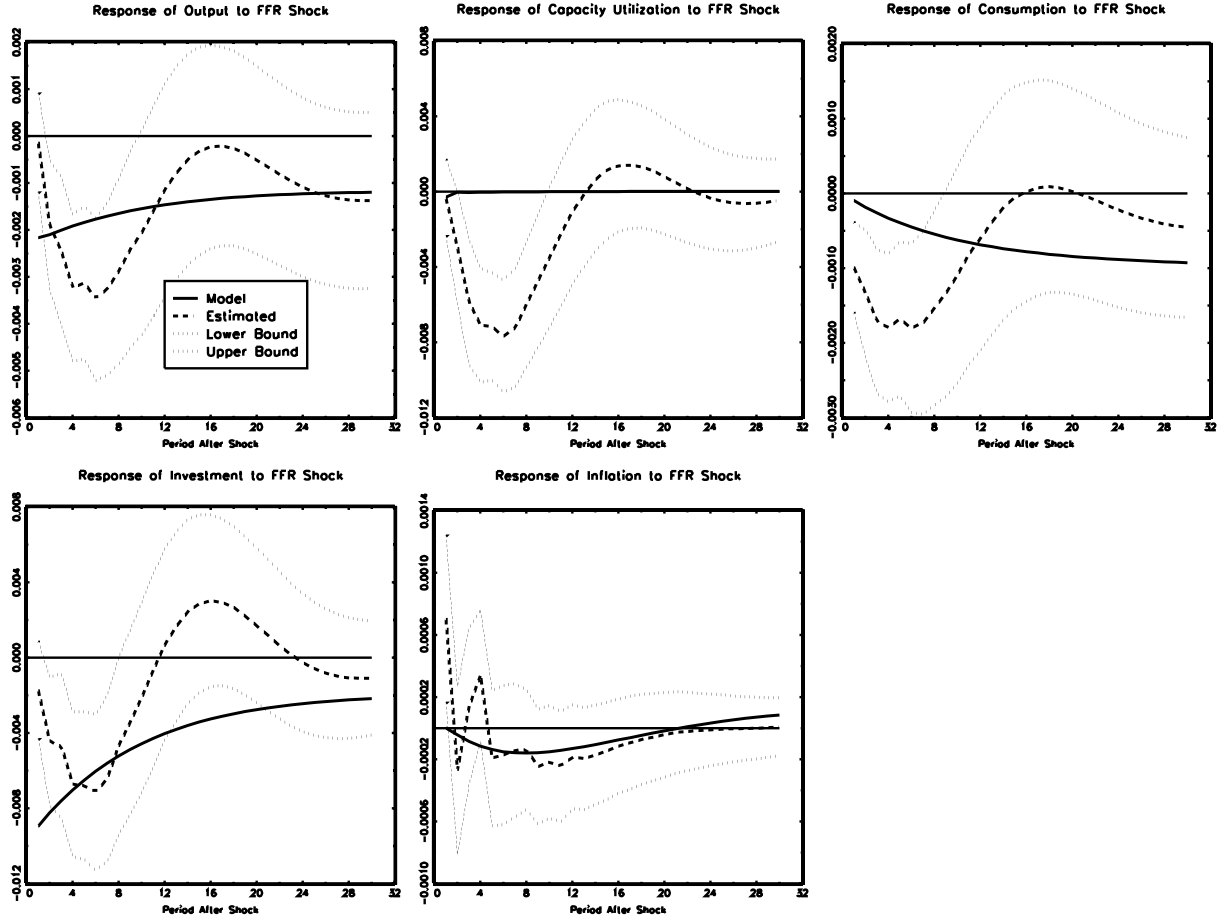 Response of Output to FFR Shock
0.002
0.001
0.000
-0.001
-0.002
-0.003
-0.004
-0.005
-0.006
Model
Estimated
Lower Bound
Upper Bound
0 4 8 12 16 20 24 28 32
Period After Shock
Response of Capacity Utilization to FFR Shock
0.008
0.004
0.000
-0.004
-0.008
-0.012
0 4 8 12 16 20 24 28 32
Period After Shock
Response of Consumption to FFR Shock
0.0020
0.0010
0.0000
-0.0010
-0.0020
-0.0030
0 4 8 12 16 20 24 28 32
Period After Shock
Response of Investment to FFR Shock
0.008
0.004
0.000
-0.004
-0.008
-0.012
0 4 8 12 16 20 24 28 32
Period After Shock
Response of Inflation to FFR Shock
0.0014
0.0010
0.0006
0.0002
-0.0002
-0.0006
-0.0010
0 4 8 12 16 20 24 28 32
Period After Shock